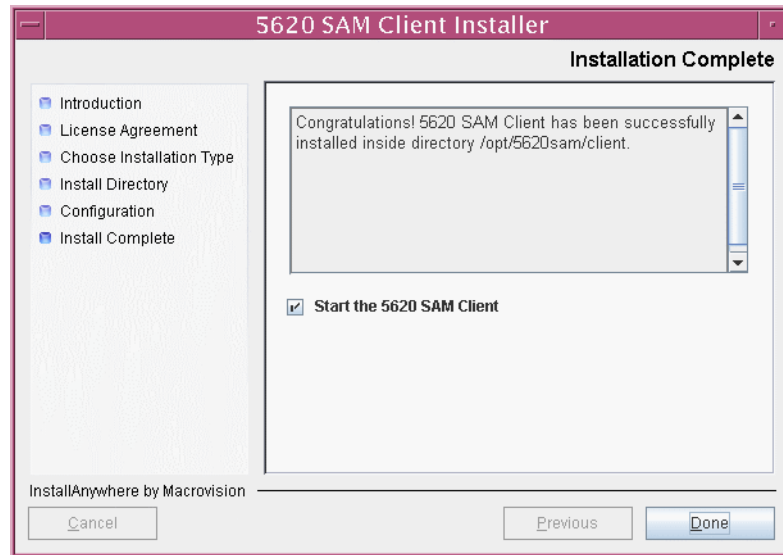 5620 SAM Client Installer
Installation Complete
Introduction
License Agreement
Choose Installation Type
Install Directory
Configuration
Install Complete
Congratulations! 5620 SAM Client has been successfully
installed inside directory /opt/5620sam/client.
Start the 5620 SAM Client
InstallAnywhere by Macrovision
Cancel
Previous
Done